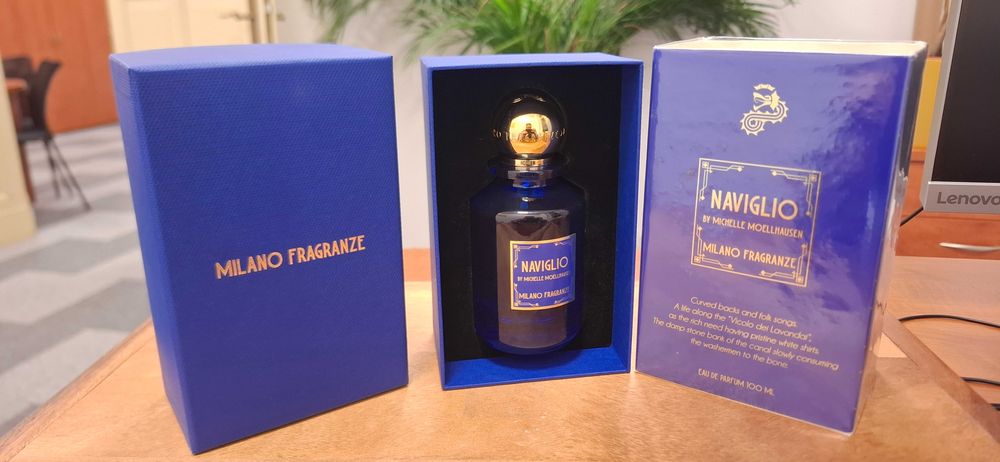 MILANO FRAGRANZE
NAVIGLIO
BY MICHELLE MOELLHAUSEN
MILANO FRAGRANZE
NAVIGLIO
BY MICHELLE MOELLHAUSEN
MILANO FRAGRANZE
Curved backs and folk songs.
A life along the "Vicolo dei Lavandai",
as the rich need having pristine white shirts.
The damp stone bank of the canal slowly consuming
the washermen to the bone.
EAU DE PARFUM 100 ML
Lenovo